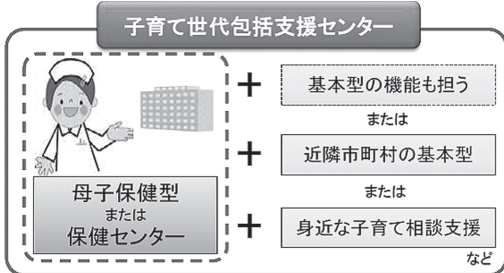 子育て世代包括支援センター
母子保健型
または
保健センター
+
基本型の機能も担う
または
+
近隣市町村の基本型
または
+
身近な子育て相談支援
など